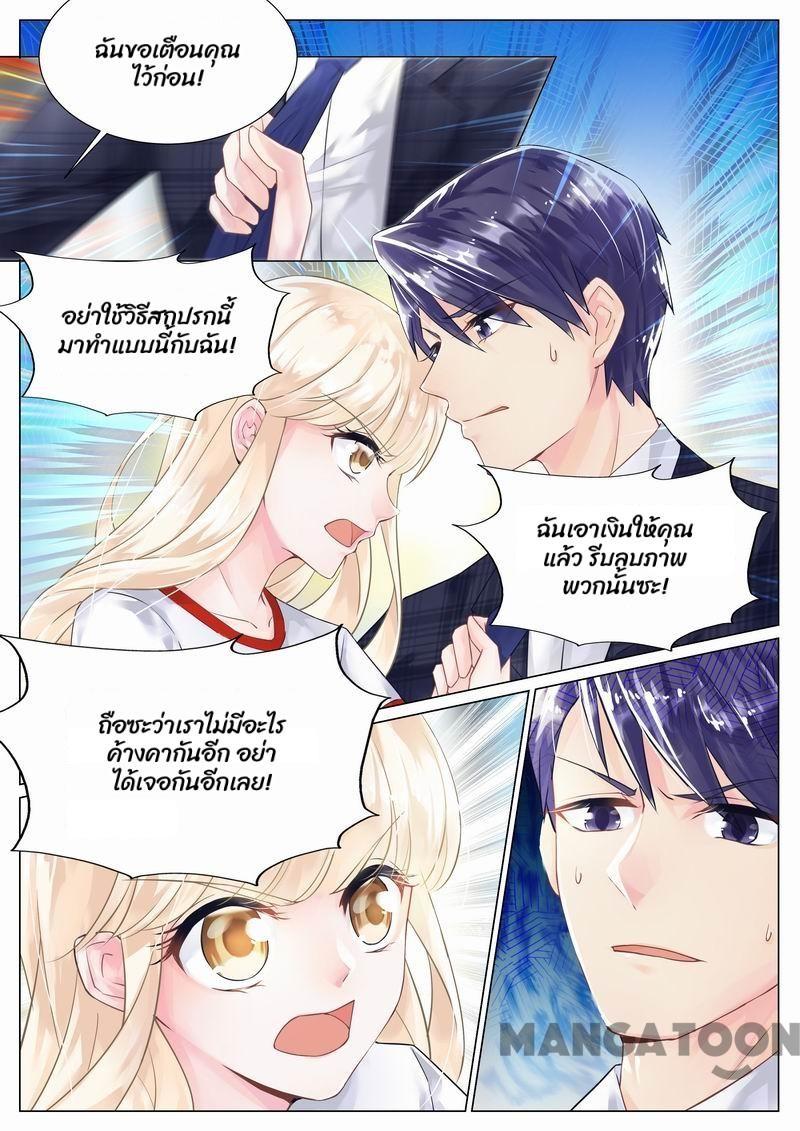 ฉันขอเตือนคุณ
ไว้ก่อน!
อย่าใช้วิธีสกปรกนี้
มาทำแบบนี้กับฉัน!
ฉันเอาเงินให้คุณ
แล้ว รีบลบภาพ
พวกนั้นซะ!
ถือซะว่าเราไม่มีอะไร
ค้างคากันอีก อย่า
ได้เจอกันอีกเลย!
MANGATOON